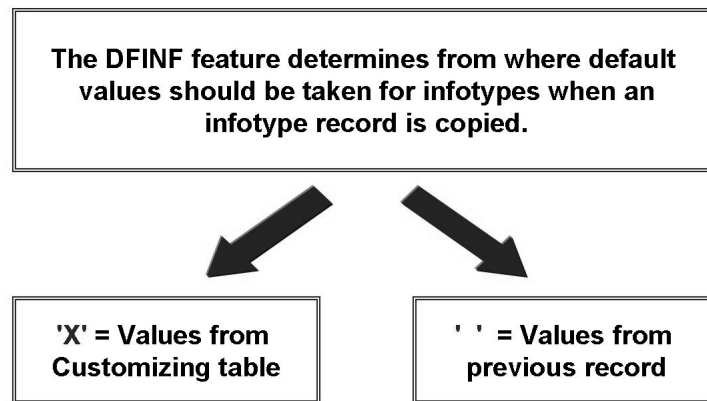 The DFINF feature determines from where default
values should be taken for infotypes when an
infotype record is copied.
'X' = Values from
Customizing table
' ' = Values from
previous record